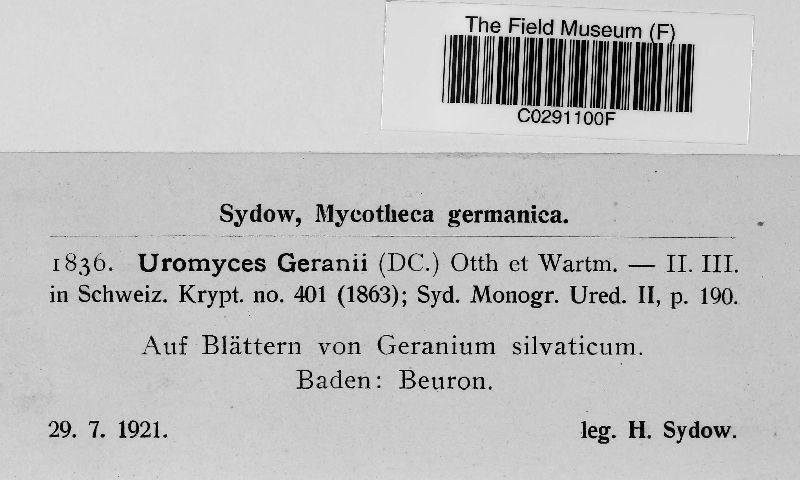 The Field Museum (F)
C0291100F
Sydow, Mycotheca germanica.
1836. Uromyces Geranii (DC.) Otth et Wartm. — II. III.
in Schweiz. Krypt. no. 401 (1863); Syd. Monogr. Ured. II, p. 190.
Auf Blättern von Geranium silvaticum.
Baden: Beuron.
29. 7. 1921. leg. H. Sydow.